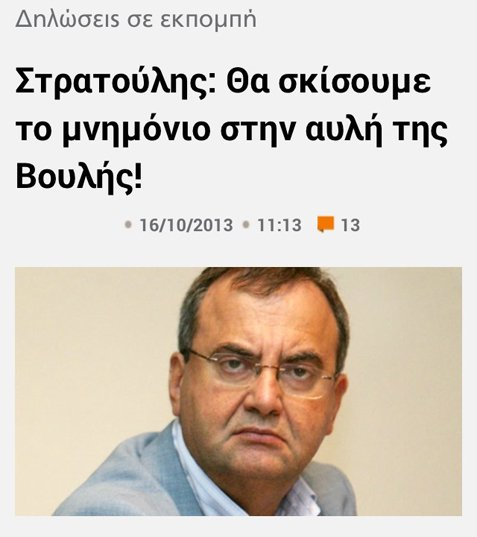 Δηλώσεις σε εκπομπή
Στρατούλης: Θα σκίσουμε
το μνημόνιο στην αυλή της
Βουλής!
16/10/2013 • 11:13 13